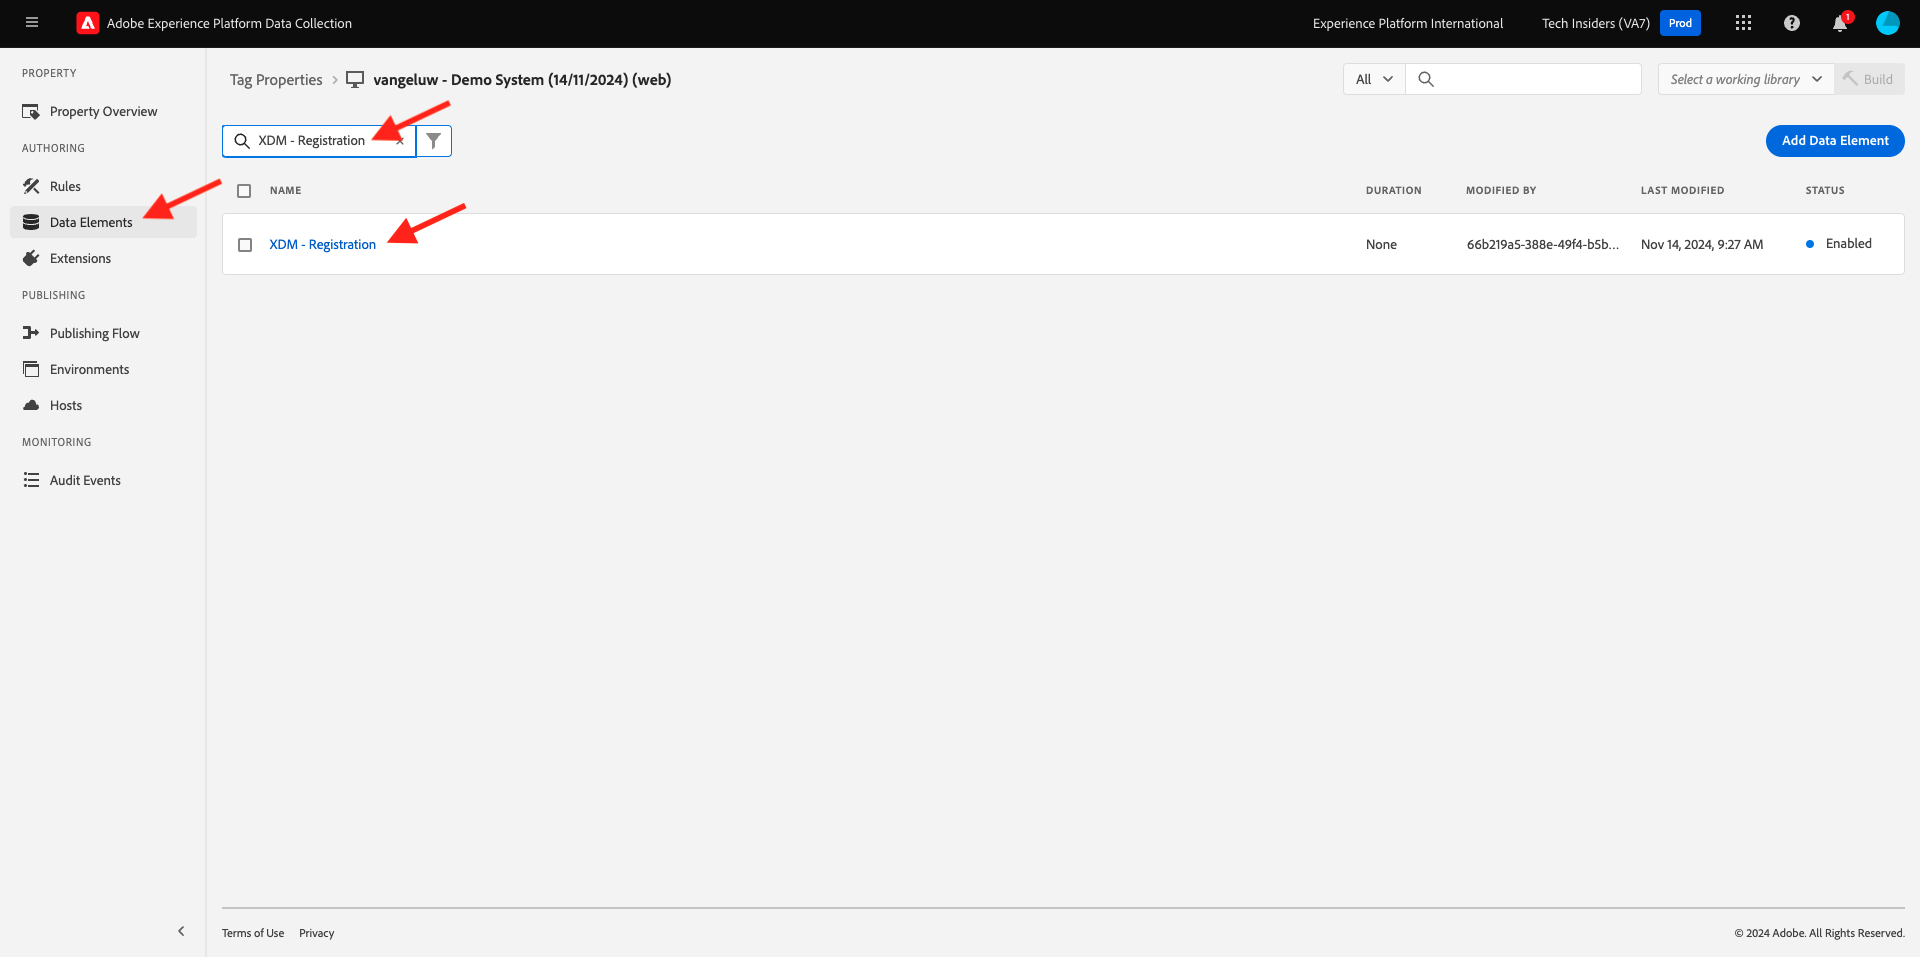 Adobe Experience Platform Data Collection
Experience Platform International
Tech Insiders (VA7)
Prod
1
PROPERTY
Property Overview
AUTHORING
Rules
Data Elements
Extensions
PUBLISHING
Publishing Flow
Environments
Hosts
MONITORING
Audit Events
Tag Properties
vangeluw - Demo System (14/11/2024) (web)
All
Select a working library
Build
XDM - Registration
Add Data Element
NAME
DURATION
MODIFIED BY
LAST MODIFIED
STATUS
XDM - Registration
None
66b219a5-388e-49f4-b5b...
Nov 14, 2024, 9:27 AM
Enabled
Terms of Use
Privacy
© 2024 Adobe. All Rights Reserved.